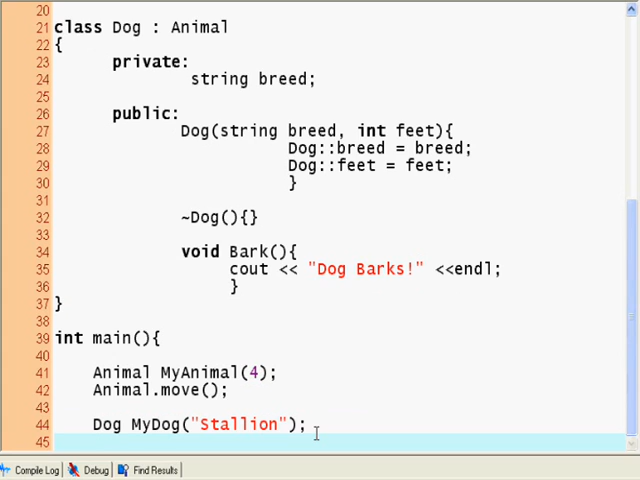 20
21 class Dog : Animal
22 {
23 private:
24 string breed;
25
26 public:
27 Dog(string breed, int feet){
28 Dog::breed = breed;
29 Dog::feet = feet;
30 }
31
32 ~Dog(){}
33
34 void Bark(){
35 cout << "Dog Barks!" <<endl;
36 }
37 }
38
39 int main(){
40
41 Animal MyAnimal(4);
42 Animal.move();
43
44 Dog MyDog("Stallion");
45
Compile Log Debug Find Results